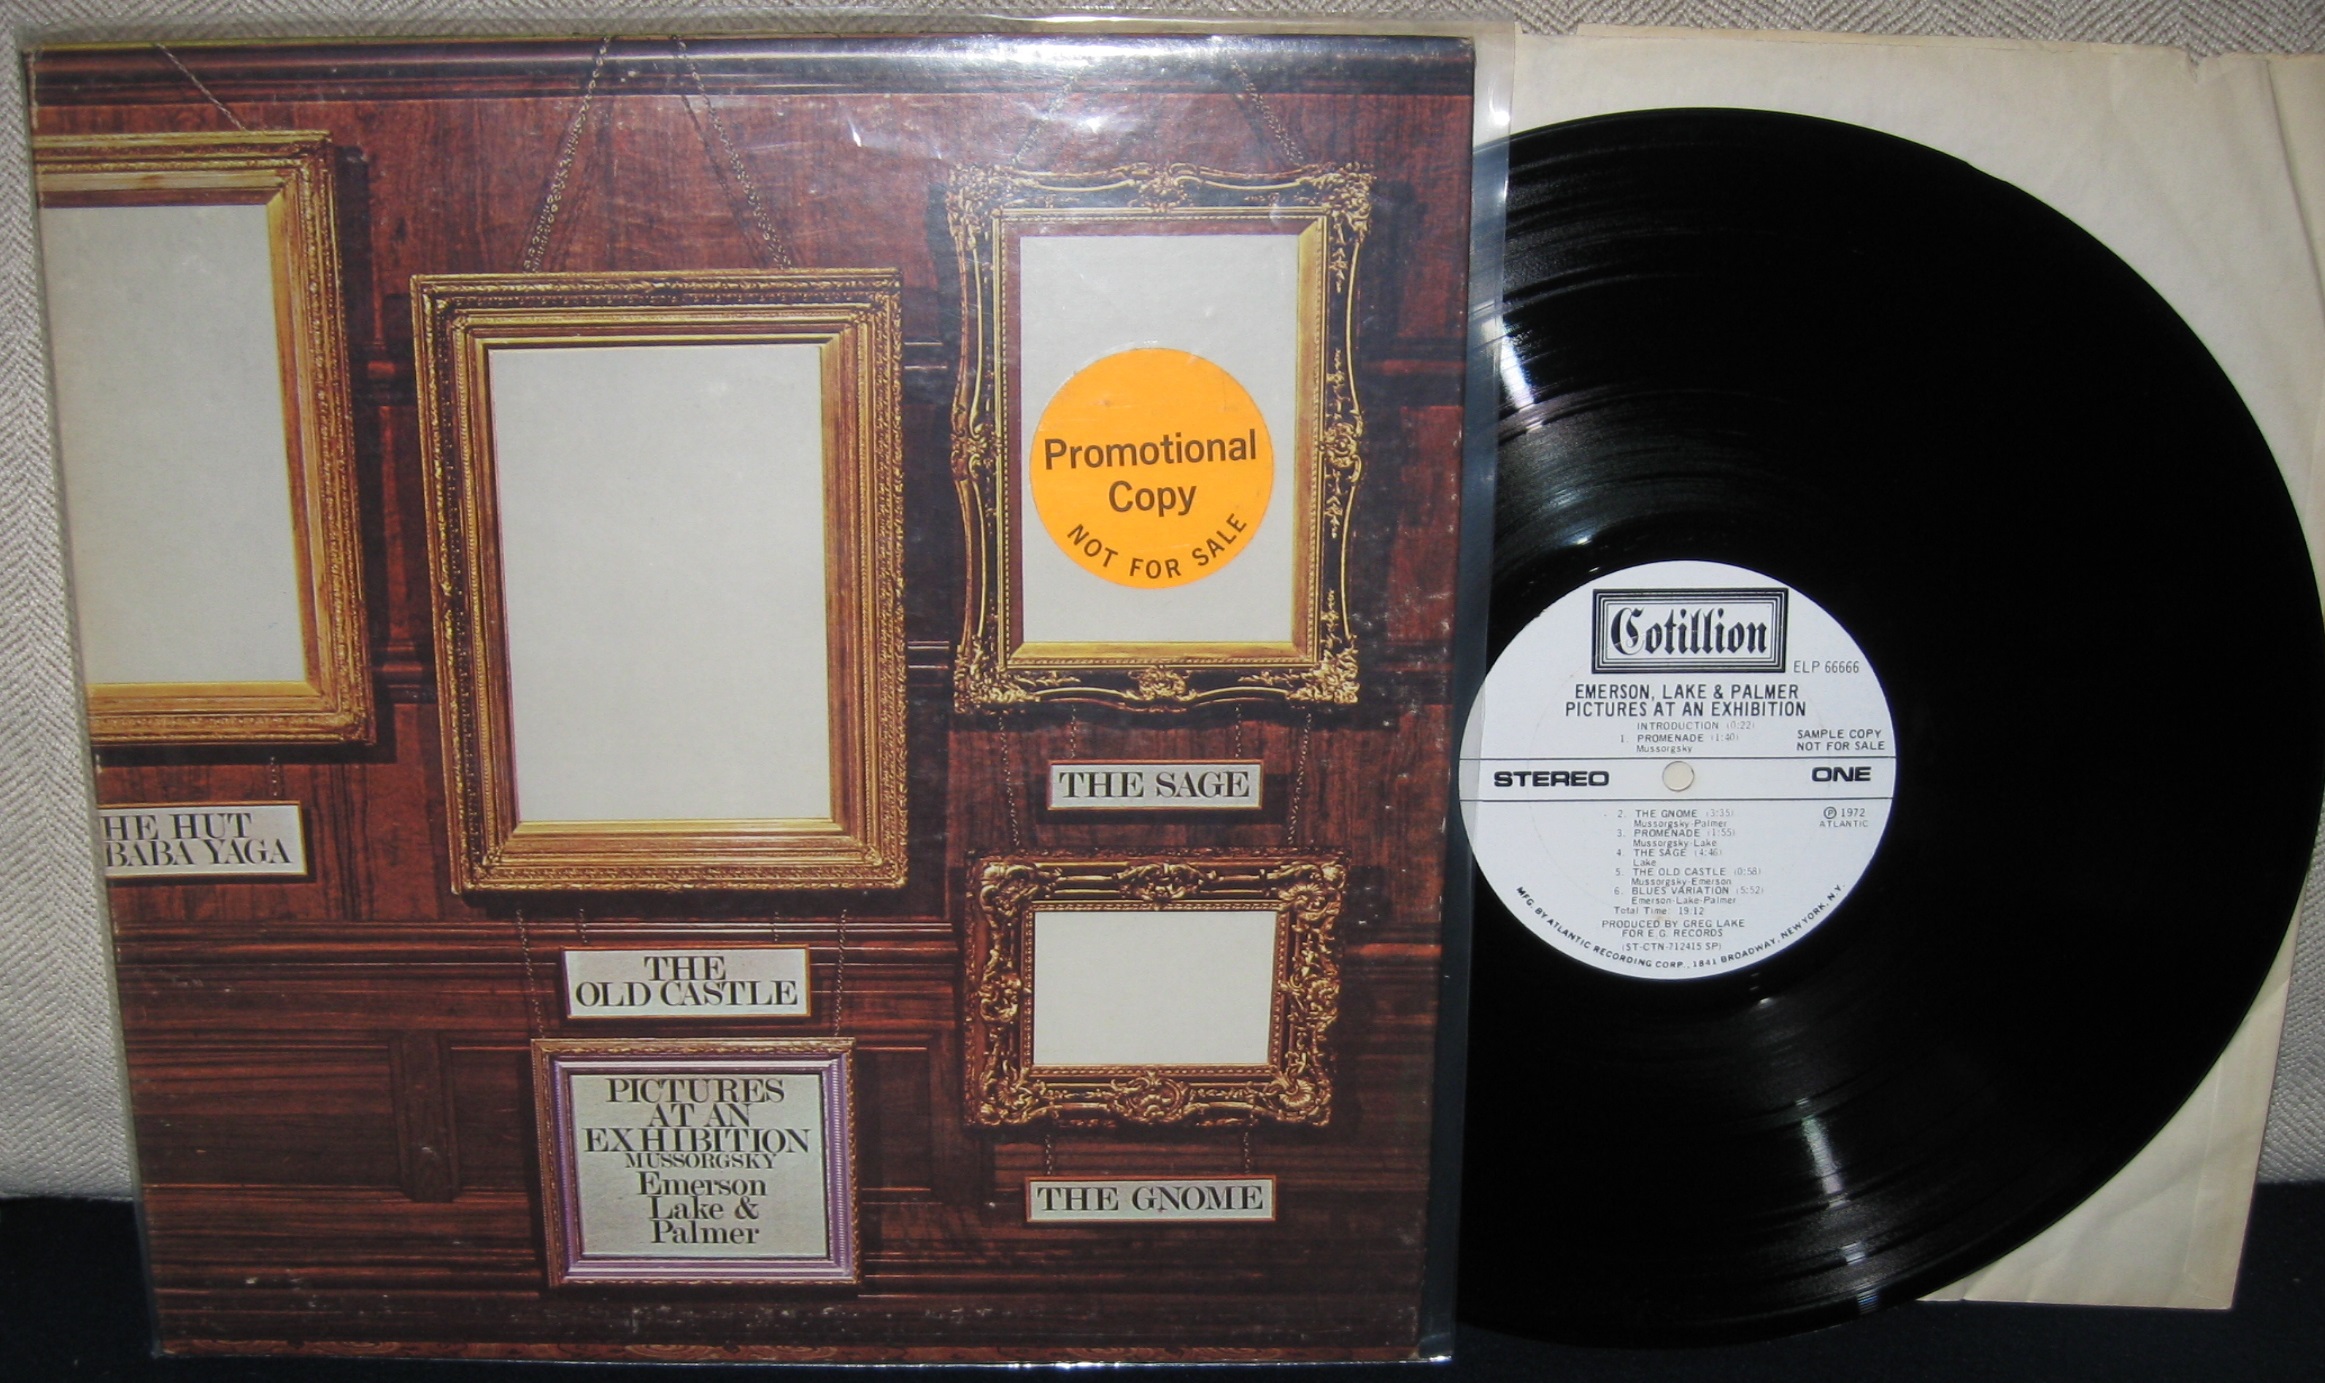 Promotional
Copy
NOT FOR SALE
THE SAGE
HE HUT
BABA YAGA
THE
OLD CASTLE
PICTURES
AT AN
EXHIBITION
MUSSORGSKY
Emerson
Lake &
Palmer
THE GNOME
Cotillion
ELP 66666
EMERSON, LAKE & PALMER
PICTURES AT AN EXHIBITION
INTRODUCTION (0:22)
1. PROMENADE (1:40)
Mussorgsky
SAMPLE COPY
NOT FOR SALE
STEREO
ONE
2. THE GNOME (3:35)
Mussorgsky-Palmer
3. PROMENADE (1:55)
Mussorgsky-Lake
4. THE SAGE (4:46)
Lake
5. THE OLD CASTLE (0:58)
Mussorgsky-Emerson
6. BLUES VARIATION (5:52)
Emerson-Lake-Palmer
Total Time: 19:12
℗ 1972
ATLANTIC
PRODUCED BY GREG LAKE
FOR E.G. RECORDS
(ST-CTN-712415 SP)
MFG. BY ATLANTIC RECORDING CORP., 1841 BROADWAY, NEW YORK, N.Y.